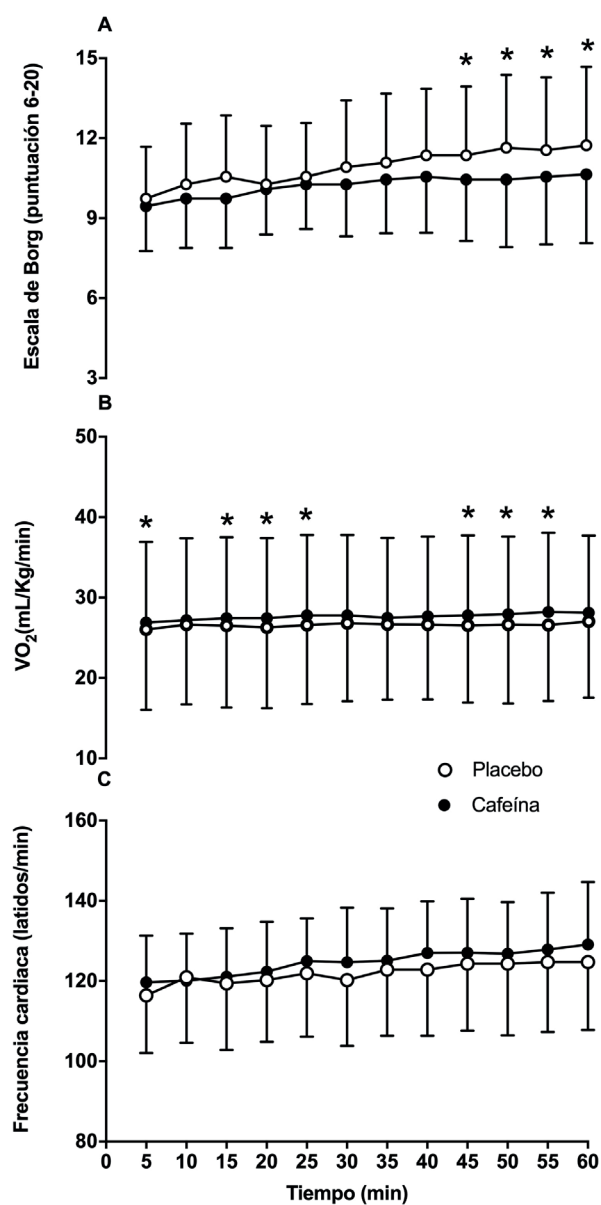 A
Escala de Borg (puntuación 6-20)
15
12
9
6
3
* * * *
B
VO2(mL/Kg/min)
50
40
30
20
10
* * * * * * *
C
Placebo
Cafeína
Frecuencia cardiaca (latidos/min)
160
140
120
100
80
0 5 10 15 20 25 30 35 40 45 50 55 60
Tiempo (min)